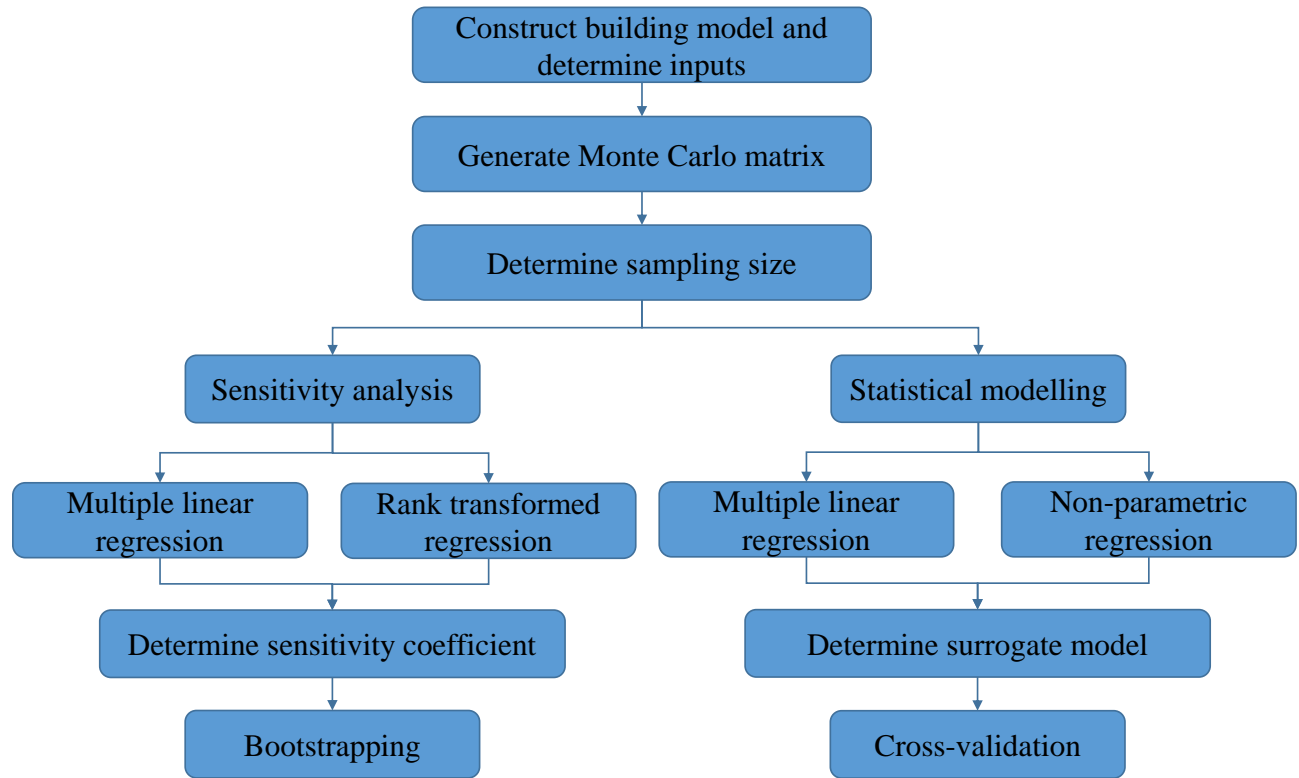 Construct building model and
determine inputs
Generate Monte Carlo matrix
Determine sampling size
Sensitivity analysis
Statistical modelling
Multiple linear
regression
Rank transformed
regression
Multiple linear
regression
Non-parametric
regression
Determine sensitivity coefficient
Determine surrogate model
Bootstrapping
Cross-validation